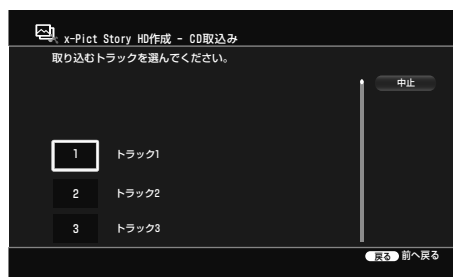 x-Pict Story HD作成 - CD取込み
取り込むトラックを選んでください。
中止
1 トラック1
2 トラック2
3 トラック3
戻る 前へ戻る